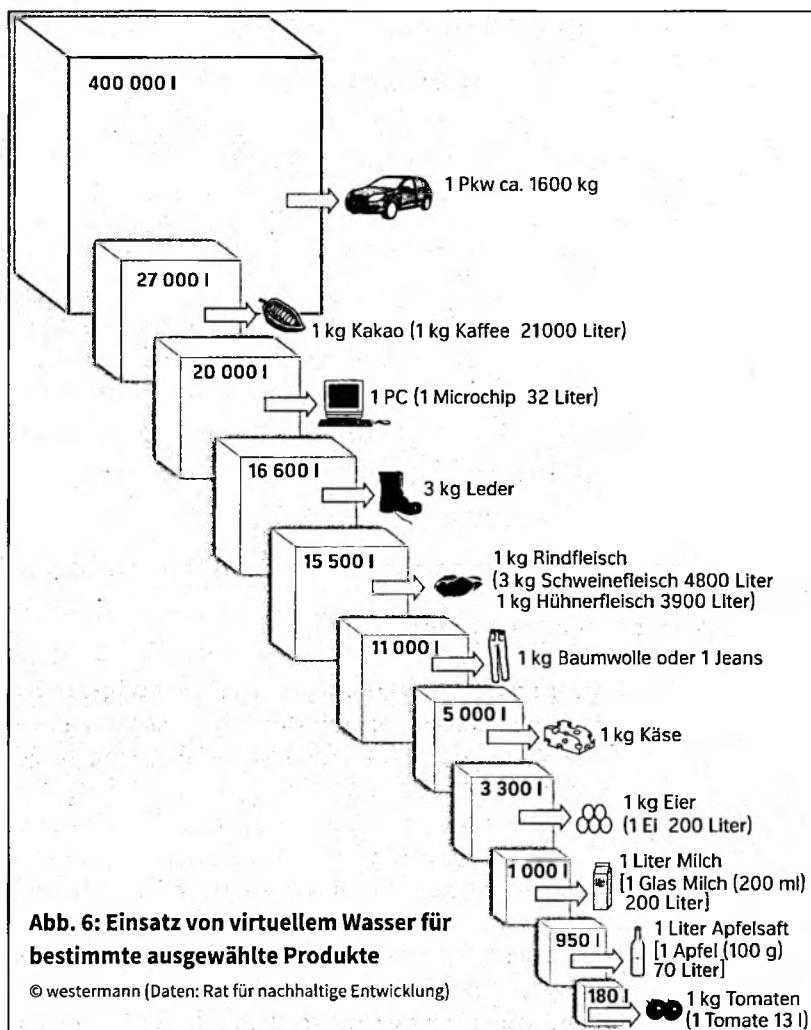 400 000 l
1 Pkw ca. 1600 kg
27 000 l
1 kg Kakao (1 kg Kaffee 21000 Liter)
20 000 l
1 PC (1 Microchip 32 Liter)
16 600 l
3 kg Leder
15 500 l
1 kg Rindfleisch
(3 kg Schweinefleisch 4800 Liter
1 kg Hühnerfleisch 3900 Liter)
11 000 l
1 kg Baumwolle oder 1 Jeans
5 000 l
1 kg Käse
3 300 l
1 kg Eier
(1 Ei 200 Liter)
1 000 l
1 Liter Milch
[1 Glas Milch (200 ml)
200 Liter]
950 l
1 Liter Apfelsaft
[1 Apfel (100 g)
70 Liter]
180 l
1 kg Tomaten
(1 Tomate 13 l)
Abb. 6: Einsatz von virtuellem Wasser für
bestimmte ausgewählte Produkte
© westermann (Daten: Rat für nachhaltige Entwicklung)